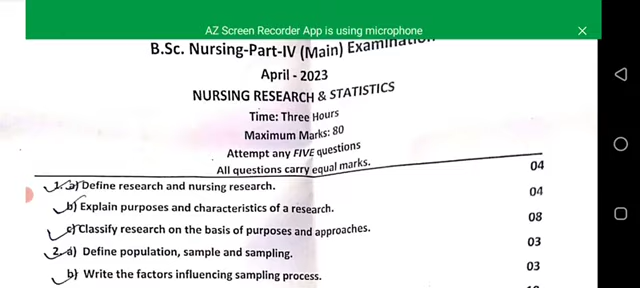 AZ Screen Recorder App is using microphone
B.Sc. Nursing-Part-IV (Main) Examination
April - 2023
NURSING RESEARCH & STATISTICS
Time: Three Hours
Maximum Marks: 80
Attempt any FIVE questions
All questions carry equal marks.
1. a) Define research and nursing research. 04
b) Explain purposes and characteristics of a research. 04
c) Classify research on the basis of purposes and approaches. 08
2. a) Define population, sample and sampling. 03
b) Write the factors influencing sampling process. 03